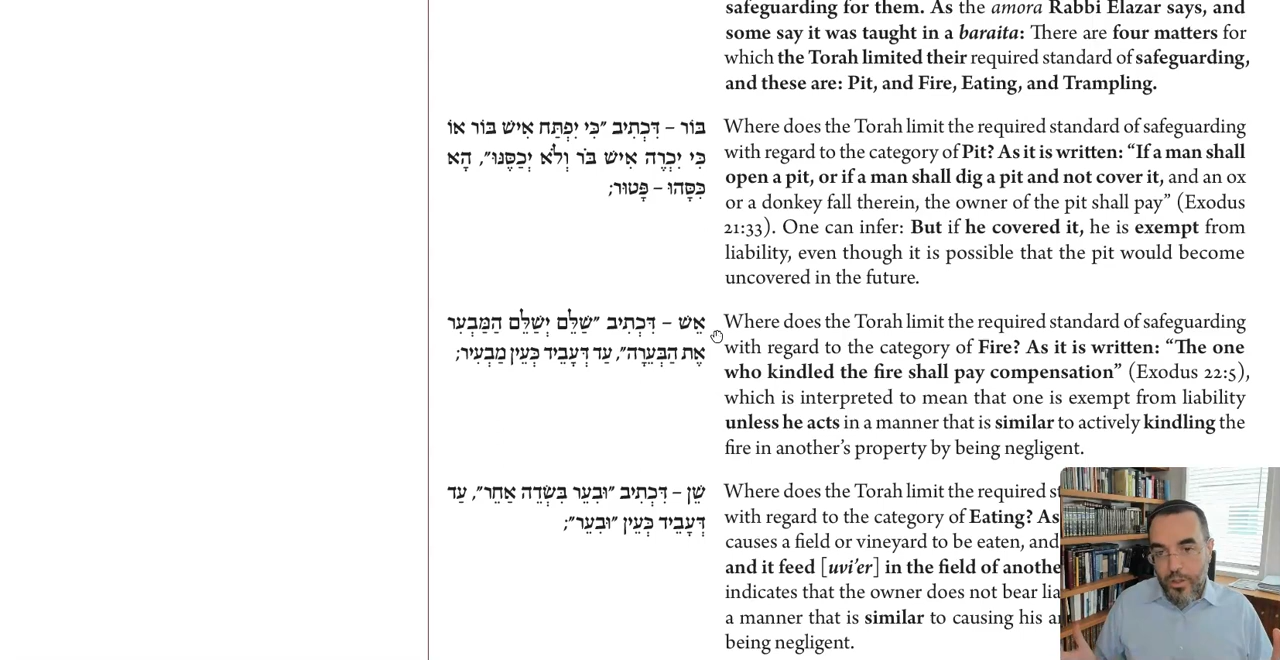 safeguarding for them. As the amora Rabbi Elazar says, and
some say it was taught in a baraita: There are four matters for
which the Torah limited their required standard of safeguarding,
and these are: Pit, and Fire, Eating, and Trampling.
בּוֹר – דִּכְתִיב ״כִּי יִפְתַּח אִישׁ בּוֹר אוֹ
כִּי יִכְרֶה אִישׁ בֹּר וְלֹא יְכַסֶּנּוּ״, הָא
כִּסָּהוּ – פָּטוּר;
Where does the Torah limit the required standard of safeguarding
with regard to the category of Pit? As it is written: “If a man shall
open a pit, or if a man shall dig a pit and not cover it, and an ox
or a donkey fall therein, the owner of the pit shall pay” (Exodus
21:33). One can infer: But if he covered it, he is exempt from
liability, even though it is possible that the pit would become
uncovered in the future.
אֵשׁ – דִּכְתִיב ״שַׁלֵּם יְשַׁלֵּם הַמַּבְעִר
אֶת הַבְּעֵרָה״, עַד דְּעָבֵיד כְּעֵין מַבְעִיר;
Where does the Torah limit the required standard of safeguarding
with regard to the category of Fire? As it is written: “The one
who kindled the fire shall pay compensation” (Exodus 22:5),
which is interpreted to mean that one is exempt from liability
unless he acts in a manner that is similar to actively kindling the
fire in another’s property by being negligent.
שֵׁן – דִּכְתִיב ״וּבִעֵר בִּשְׂדֵה אַחֵר״, עַד
דְּעָבֵיד כְּעֵין ״וּבִעֵר״;
Where does the Torah limit the required
with regard to the category of Eating? As
causes a field or vineyard to be eaten, and
and it feed [uvi’er] in the field of
indicates that the owner does not bear
a manner that is similar to causing his
being negligent.